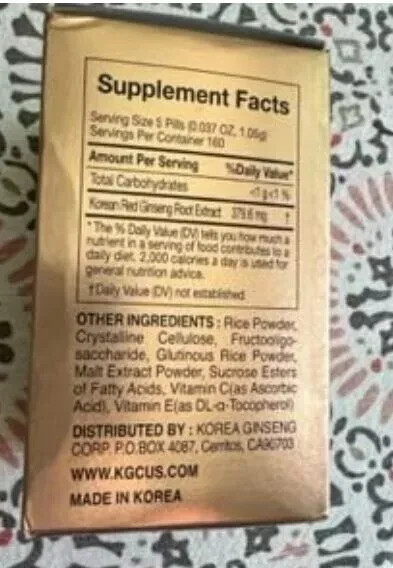 Supplement Facts
Serving Size 5 Pills (0.037 OZ, 1.05g)
Servings Per Container 160
Amount Per Serving %Daily Value*
Total Carbohydrates <1 g <1 %
Korean Red Ginseng Root Extract 379.6 mg †
* The % Daily Value (DV) tells you how much a
nutrient in a serving of food contributes to a
daily diet. 2,000 calories a day is used for
general nutrition advice.
† Daily Value (DV) not established
OTHER INGREDIENTS : Rice Powder,
Crystalline Cellulose, Fructooligo-
saccharide, Glutinous Rice Powder,
Malt Extract Powder, Sucrose Esters
of Fatty Acids, Vitamin C(as Ascorbic
Acid), Vitamin E(as DL-α-Tocopherol)
DISTRIBUTED BY : KOREA GINSENG
CORP. P.O.BOX 4087, Cerritos, CA90703
WWW.KGCUS.COM
MADE IN KOREA